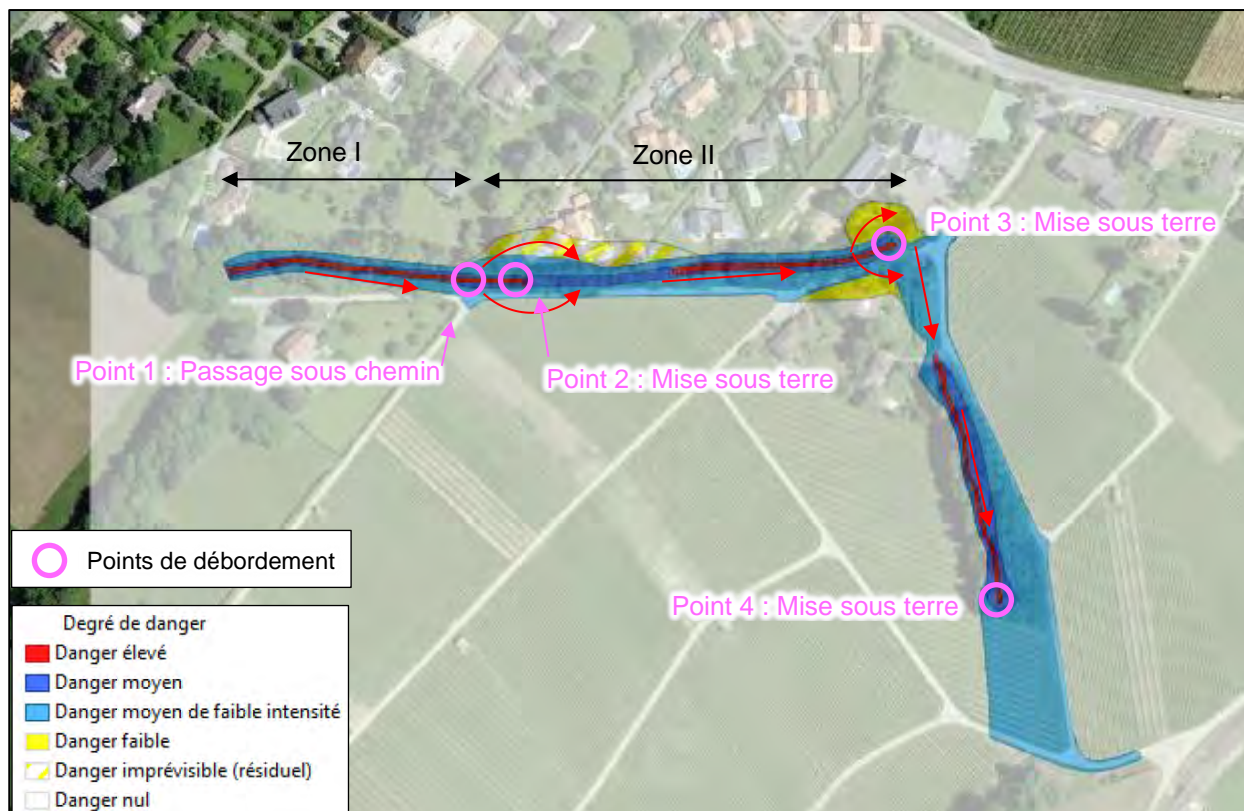 Zone I
Zone II
Point 3 : Mise sous terre
Point 1 : Passage sous chemin
Point 2 : Mise sous terre
Points de débordement
Point 4 : Mise sous terre
Degré de danger
Danger élevé
Danger moyen
Danger moyen de faible intensité
Danger faible
Danger imprévisible (résiduel)
Danger nul